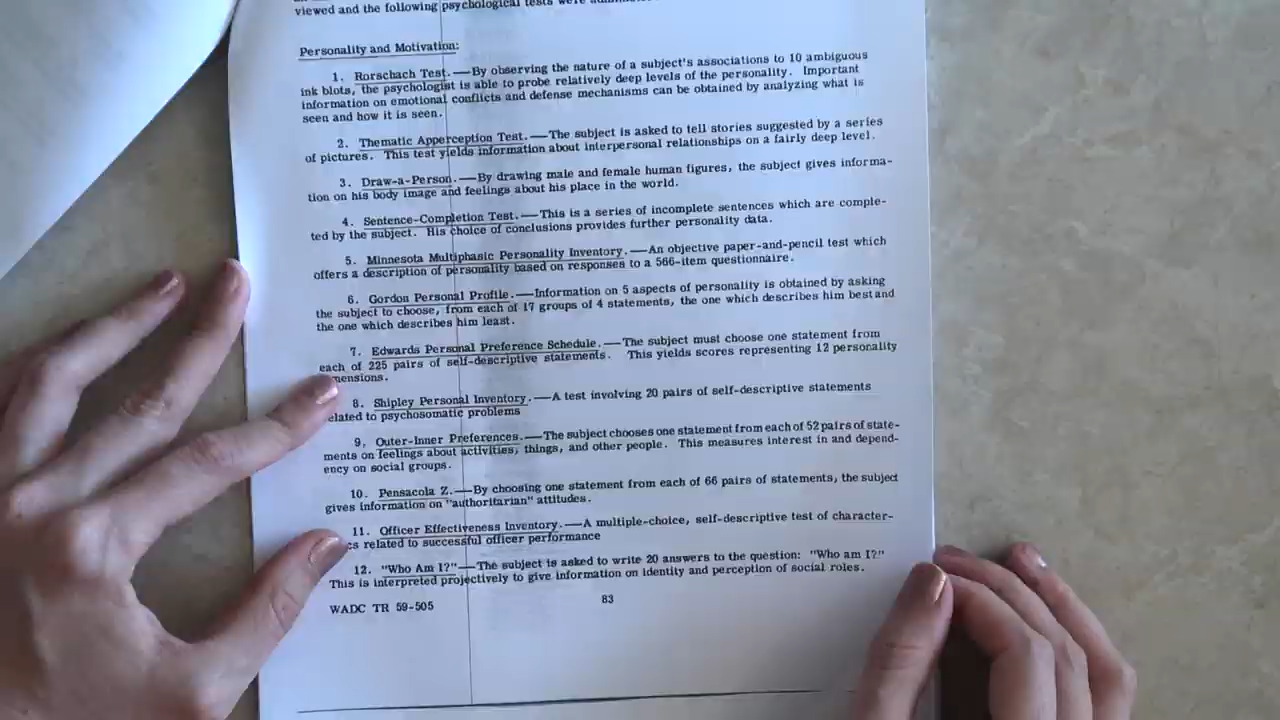 viewed and the following psychological tests were
Personality and Motivation:
1. Rorschach Test.—By observing the nature of a subject's associations to 10 ambiguous
ink blots, the psychologist is able to probe relatively deep levels of the personality. Important
information on emotional conflicts and defense mechanisms can be obtained by analyzing what is
seen and how it is seen.
2. Thematic Apperception Test.—The subject is asked to tell stories suggested by a series
of pictures. This test yields information about interpersonal relationships on a fairly deep level.
3. Draw-a-Person.—By drawing male and female human figures, the subject gives informa-
tion on his body image and feelings about his place in the world.
4. Sentence-Completion Test.—This is a series of incomplete sentences which are comple-
ted by the subject. His choice of conclusions provides further personality data.
5. Minnesota Multiphasic Personality Inventory.—An objective paper-and-pencil test which
offers a description of personality based on responses to a 566-item questionnaire.
6. Gordon Personal Profile.—Information on 5 aspects of personality is obtained by asking
the subject to choose, from each of 17 groups of 4 statements, the one which describes him best and
the one which describes him least.
7. Edwards Personal Preference Schedule.—The subject must choose one statement from
each of 225 pairs of self-descriptive statements. This yields scores representing 12 personality
mensions.
8. Shipley Personal Inventory.—A test involving 20 pairs of self-descriptive statements
elated to psychosomatic problems
9, Outer-Inner Preferences.—The subject chooses one statement from each of 52 pairs of state-
ments on feelings about activities, things, and other people. This measures interest in and depend-
ency on social groups.
10. Pensacola Z.—By choosing one statement from each of 66 pairs of statements, the subject
gives information on "authoritarian" attitudes.
11. Officer Effectiveness Inventory.—A multiple-choice, self-descriptive test of character-
cs related to successful officer performance
12. "Who Am I?"—The subject is asked to write 20 answers to the question: "Who am I?"
This is interpreted projectively to give information on identity and perception of social roles.
WADC TR 59-505
83